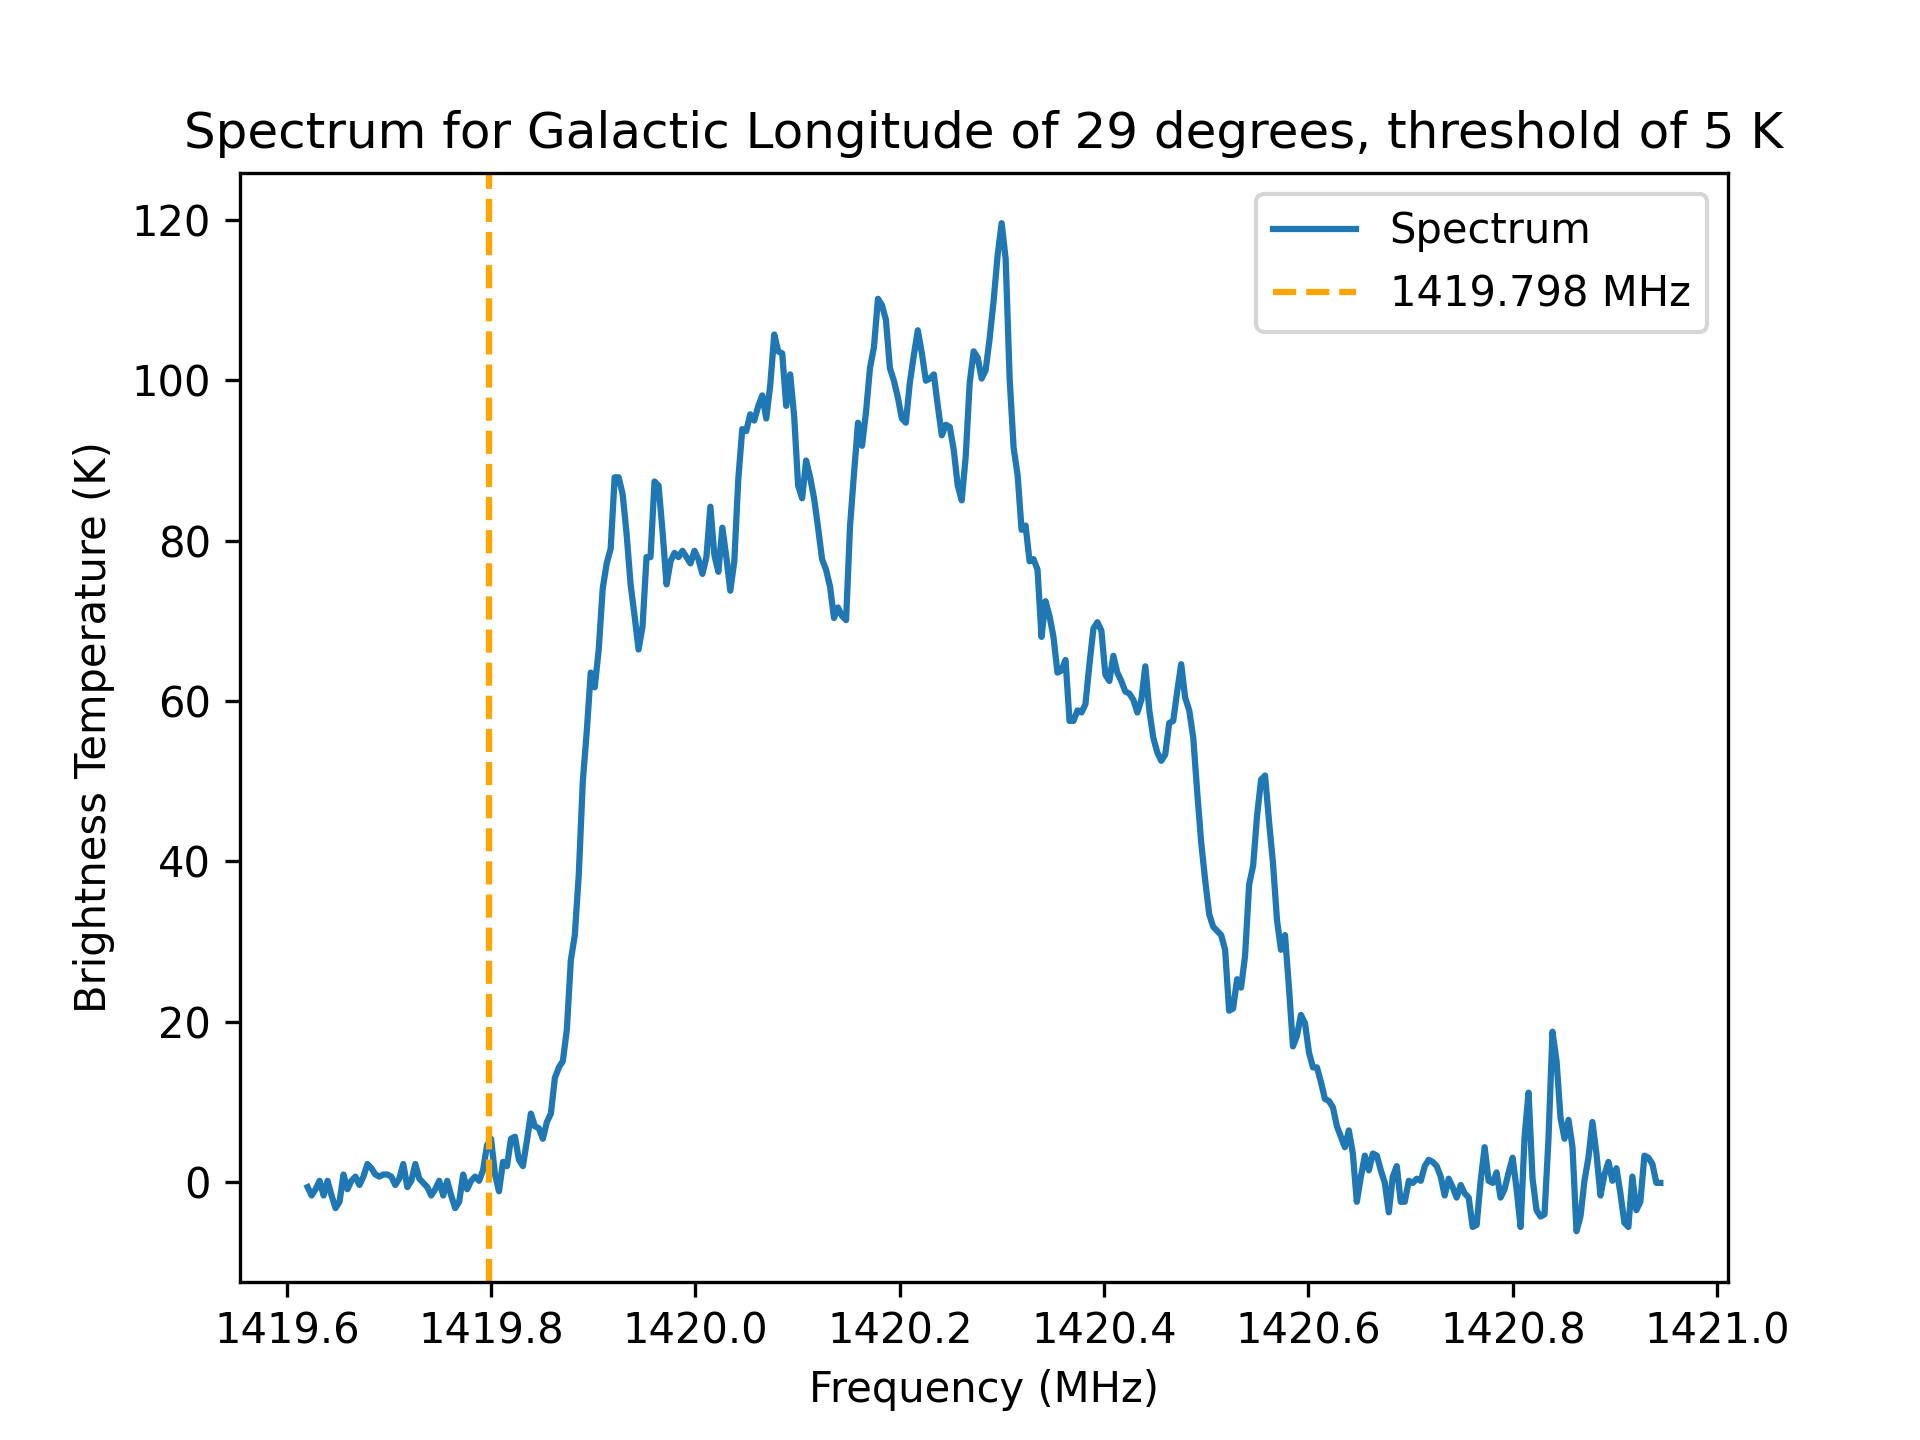 Spectrum for Galactic Longitude of 29 degrees, threshold of 5 K
Spectrum
1419.798 MHz
Brightness Temperature (K)
120
100
80
60
40
20
0
1419.6 1419.8 1420.0 1420.2 1420.4 1420.6 1420.8 1421.0
Frequency (MHz)